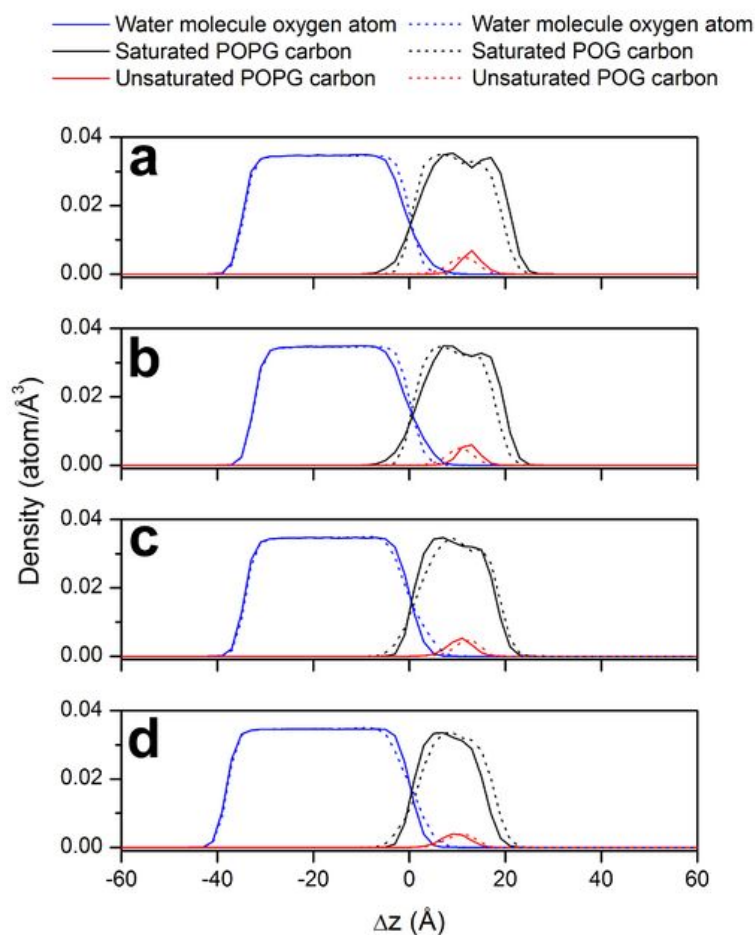 Water molecule oxygen atom Water molecule oxygen atom
Saturated POPG carbon Saturated POG carbon
Unsaturated POPG carbon Unsaturated POG carbon
a
0.04
0.02
0.00
b
0.04
0.02
0.00
c
0.04
0.02
0.00
d
0.04
0.02
0.00
Density (atom/Å³)
-60 -40 -20 0 20 40 60
Δz (Å)